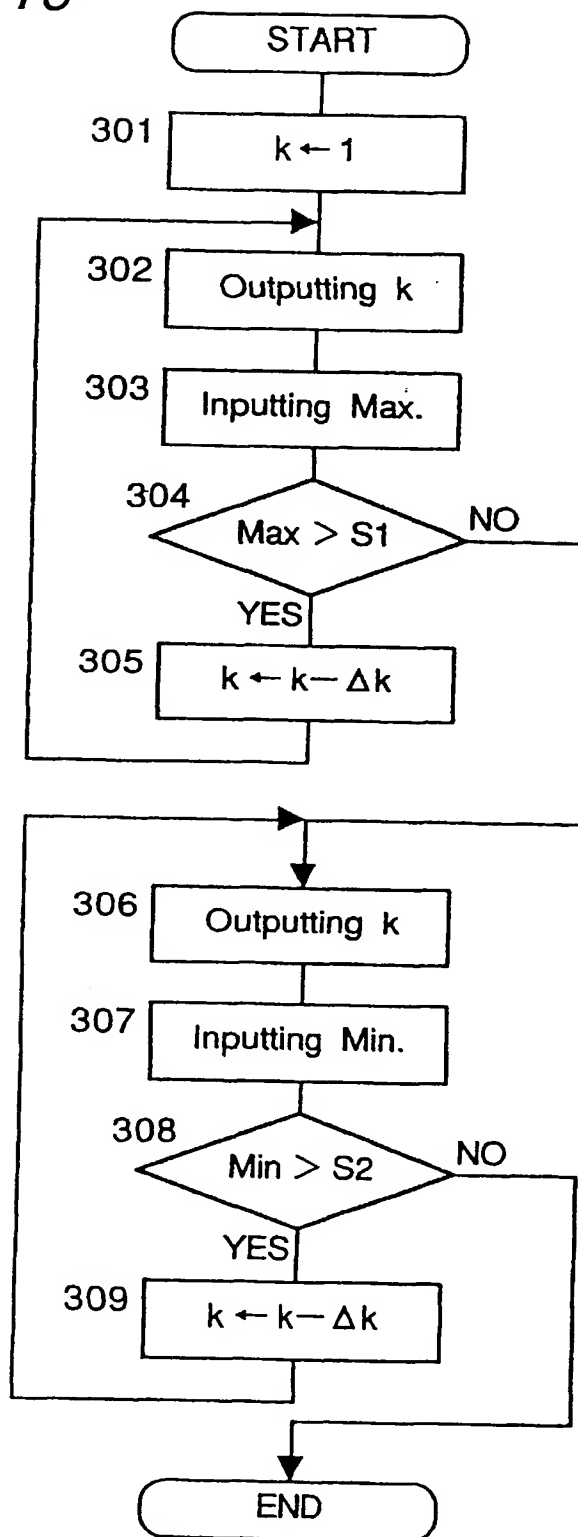 START
301
k ← 1
302
Outputting k
303
Inputting Max.
304
Max > S1
NO
YES
305
k ← k − Δk
306
Outputting k
307
Inputting Min.
308
Min > S2
NO
YES
309
k ← k − Δk
END